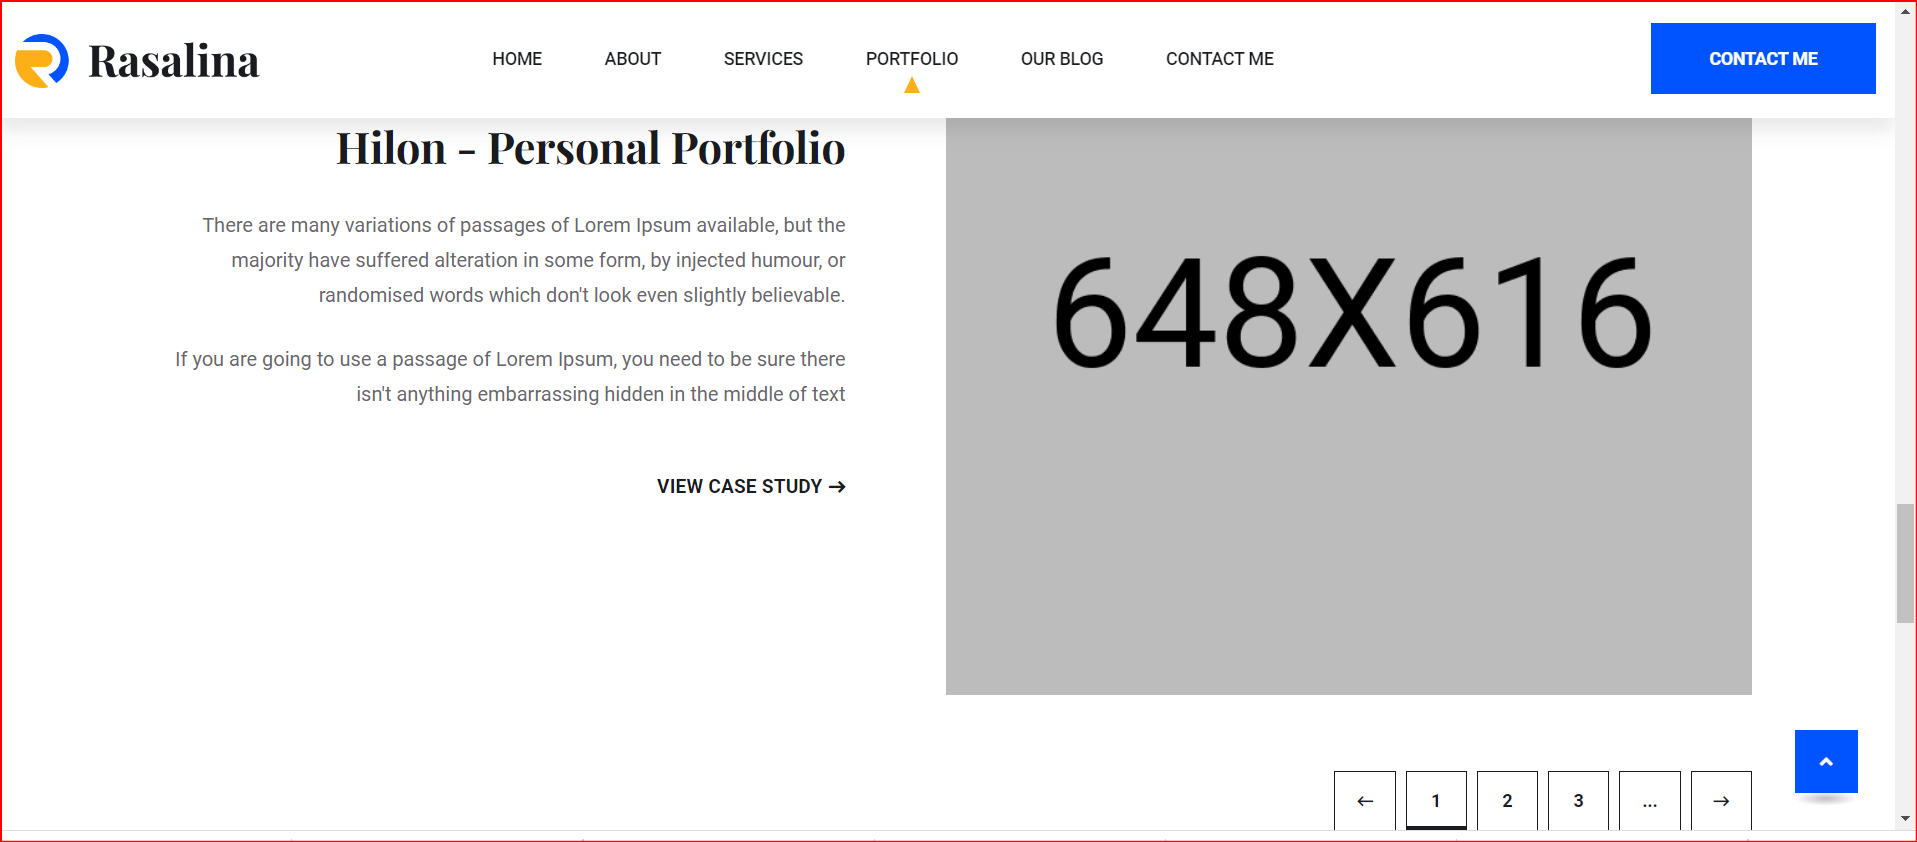 Rasalina
HOME ABOUT SERVICES PORTFOLIO OUR BLOG CONTACT ME
CONTACT ME
Hilon - Personal Portfolio
There are many variations of passages of Lorem Ipsum available, but the
majority have suffered alteration in some form, by injected humour, or
randomised words which don't look even slightly believable.
If you are going to use a passage of Lorem Ipsum, you need to be sure there
isn't anything embarrassing hidden in the middle of text
VIEW CASE STUDY →
648X616
← 1 2 3 ... →